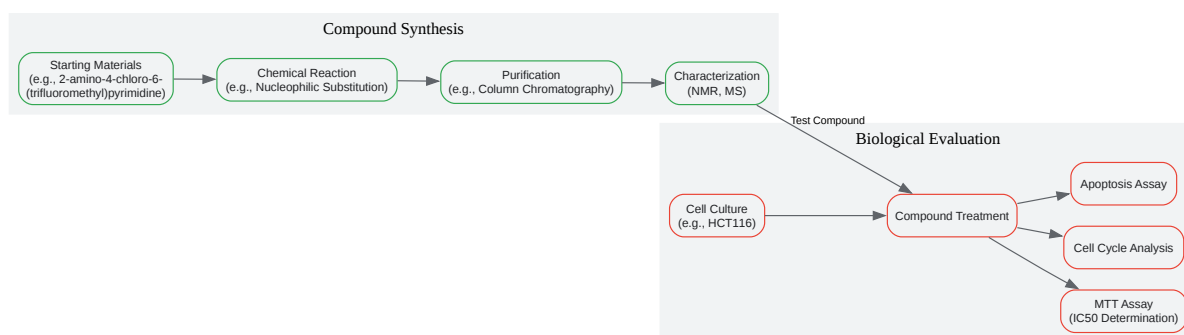 Compound Synthesis
Starting Materials
(e.g., 2-amino-4-chloro-6-
(trifluoromethyl)pyrimidine)
Chemical Reaction
(e.g., Nucleophilic Substitution)
Purification
(e.g., Column Chromatography)
Characterization
(NMR, MS)
Test Compound
Biological Evaluation
Cell Culture
(e.g., HCT116)
Compound Treatment
Apoptosis Assay
Cell Cycle Analysis
MTT Assay
(IC50 Determination)